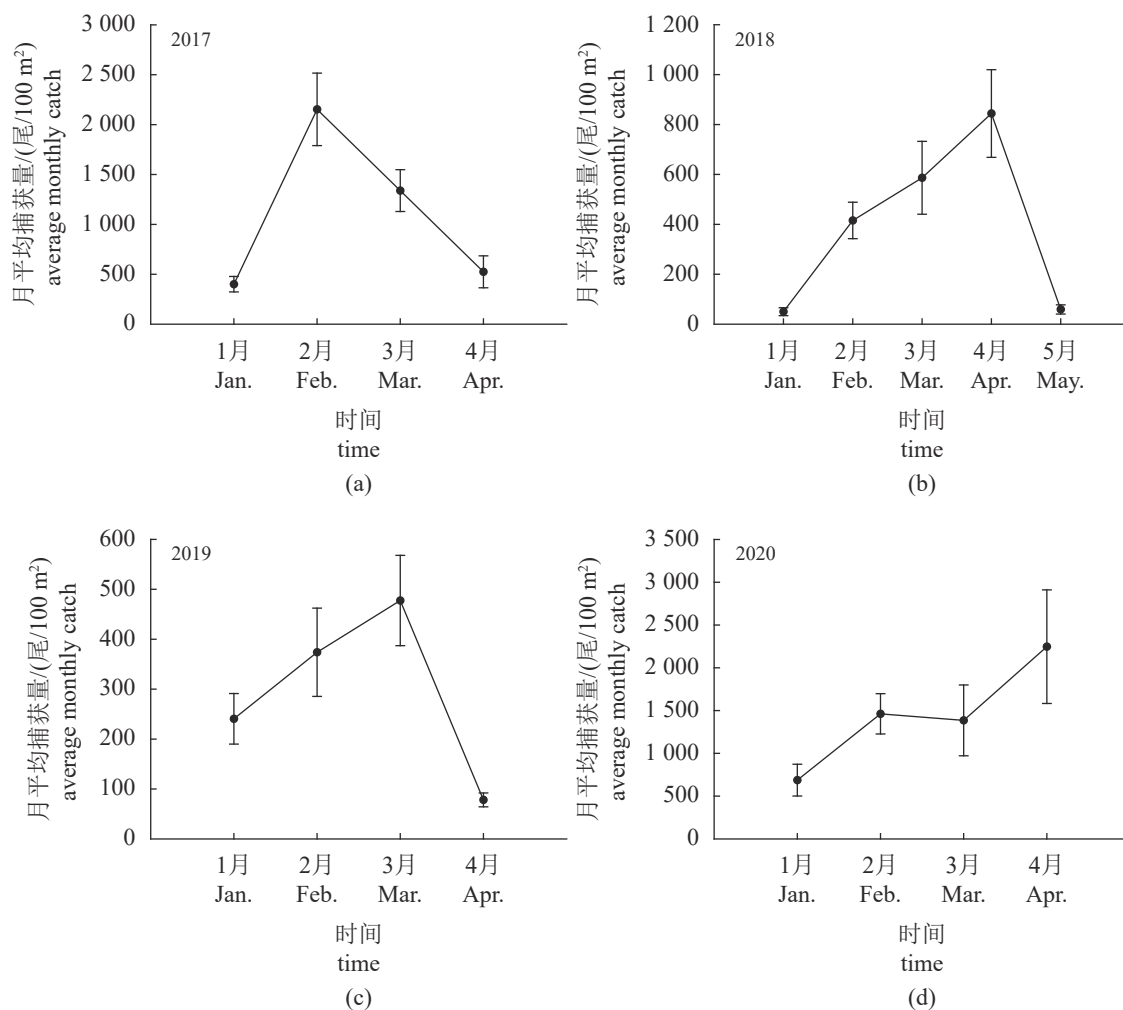 月平均捕获量/(尾/100 m²)
average monthly catch
3 000
2 500
2 000
1 500
1 000
500
0
2017
1月 2月 3月 4月
Jan. Feb. Mar. Apr.
时间
time
(a)
月平均捕获量/(尾/100 m²)
average monthly catch
1 200
1 000
800
600
400
200
0
2018
1月 2月 3月 4月 5月
Jan. Feb. Mar. Apr. May.
时间
time
(b)
月平均捕获量/(尾/100 m²)
average monthly catch
600
500
400
300
200
100
0
2019
1月 2月 3月 4月
Jan. Feb. Mar. Apr.
时间
time
(c)
月平均捕获量/(尾/100 m²)
average monthly catch
3 500
3 000
2 500
2 000
1 500
1 000
500
0
2020
1月 2月 3月 4月
Jan. Feb. Mar. Apr.
时间
time
(d)